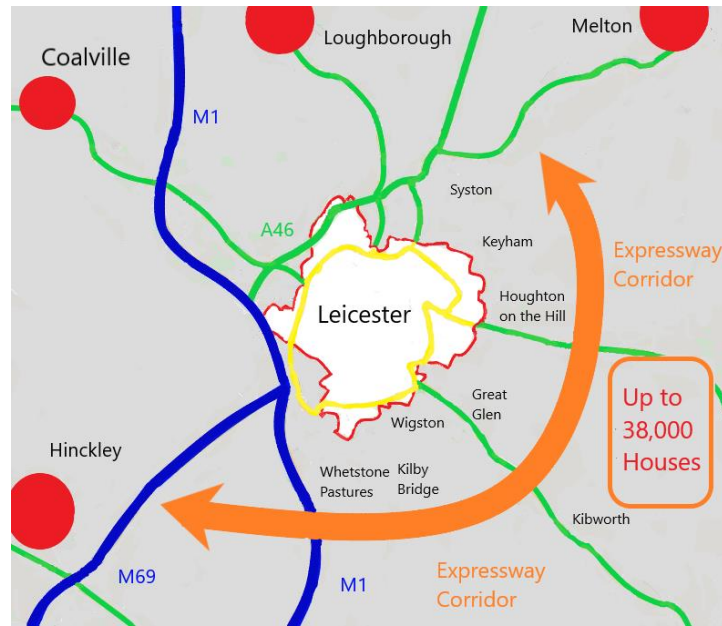 Melton
Loughborough
Coalville
M1
Syston
A46
Keyham
Expressway
Corridor
Houghton
on the Hill
Leicester
Great
Glen
Up to
38,000
Houses
Wigston
Hinckley
Whetstone
Pastures
Kilby
Bridge
Kibworth
M69
M1
Expressway
Corridor